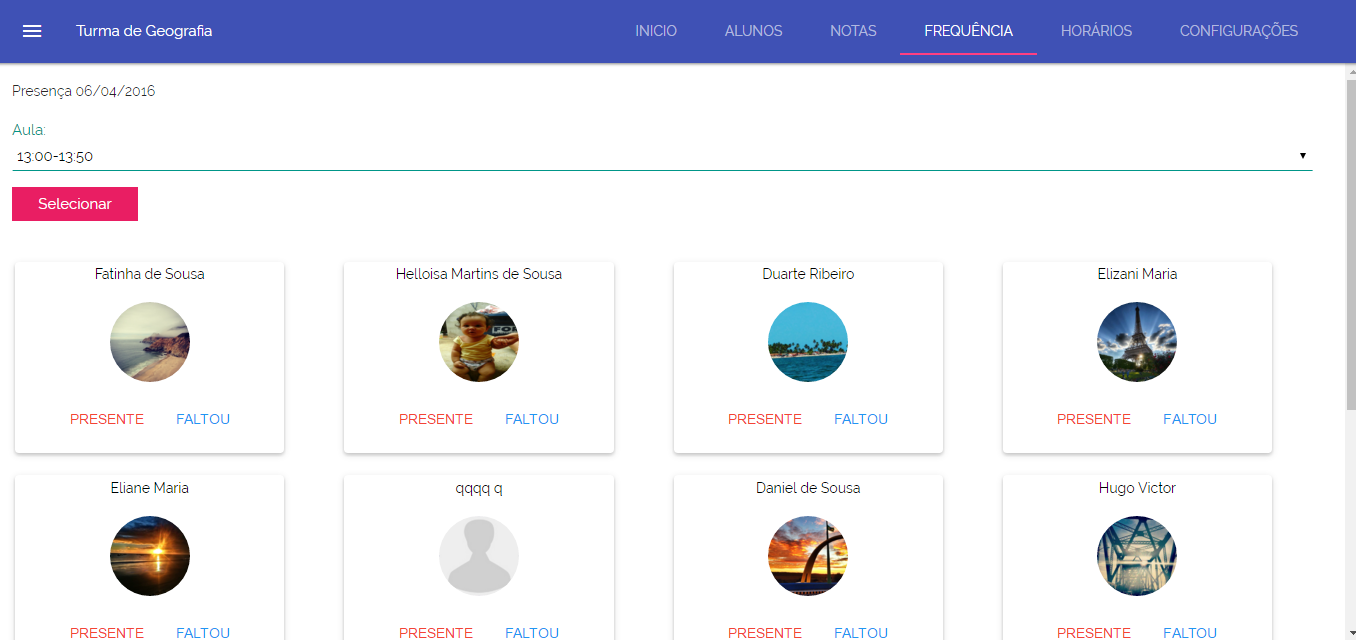 Turma de Geografia
INICIO ALUNOS NOTAS FREQUÊNCIA HORÁRIOS CONFIGURAÇÕES
Presença 06/04/2016
Aula:
13:00-13:50
Selecionar
Fatinha de Sousa Helloisa Martins de Sousa Duarte Ribeiro Elizani Maria
PRESENTE FALTOU PRESENTE FALTOU PRESENTE FALTOU PRESENTE FALTOU
Eliane Maria qqqq q Daniel de Sousa Hugo Victor
PRESENTE FALTOU PRESENTE FALTOU PRESENTE FALTOU PRESENTE FALTOU